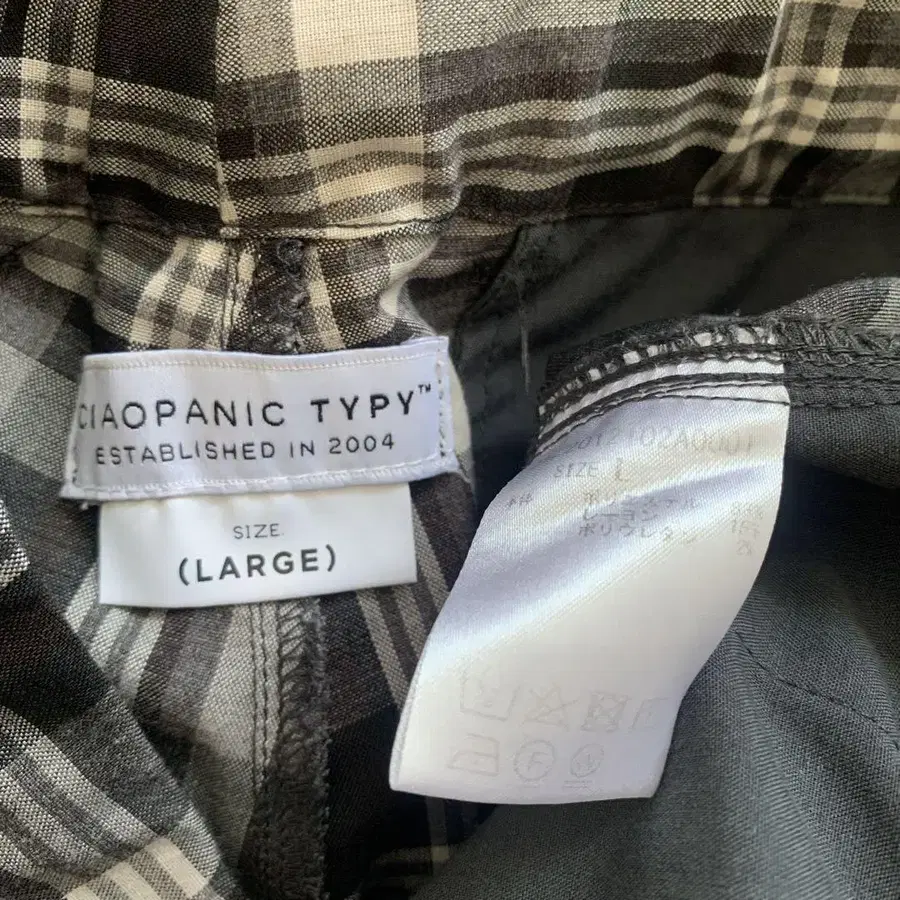 CIAOPANIC TYPY™
ESTABLISHED IN 2004
SIZE
(LARGE)
SIZE L
ポリエステル
レーヨン
ポリウレタン 2%